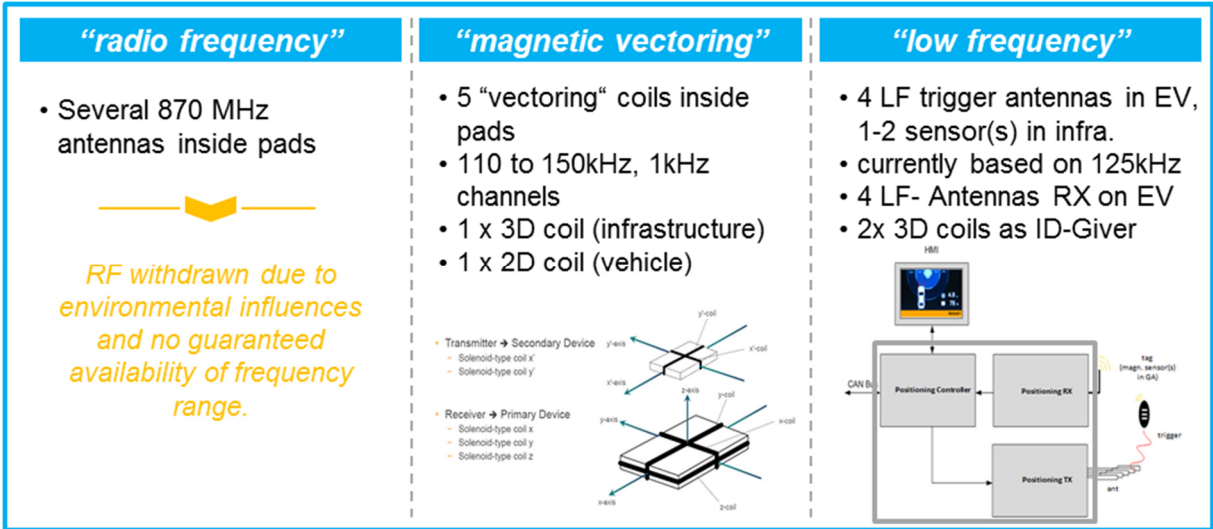 “radio frequency”
• Several 870 MHz
antennas inside pads
RF withdrawn due to
environmental influences
and no guaranteed
availability of frequency
range.
“magnetic vectoring”
• 5 “vectoring“ coils inside
pads
• 110 to 150kHz, 1kHz
channels
• 1 x 3D coil (infrastructure)
• 1 x 2D coil (vehicle)
• Transmitter ➔ Secondary Device
– Solenoid-type coil x'
– Solenoid-type coil y'
y'-coil
y'-axis
x'-coil
x'-axis
z-axis
• Receiver ➔ Primary Device
– Solenoid-type coil x
– Solenoid-type coil y
– Solenoid-type coil z
y-coil
y-axis
x-coil
x-axis
z-coil
“low frequency”
• 4 LF trigger antennas in EV,
1-2 sensor(s) in infra.
• currently based on 125kHz
• 4 LF- Antennas RX on EV
• 2x 3D coils as ID-Giver
HMI
tag
(magn. sensor(s)
in GA)
CAN
Positioning Controller
Positioning RX
trigger
Positioning TX
ant